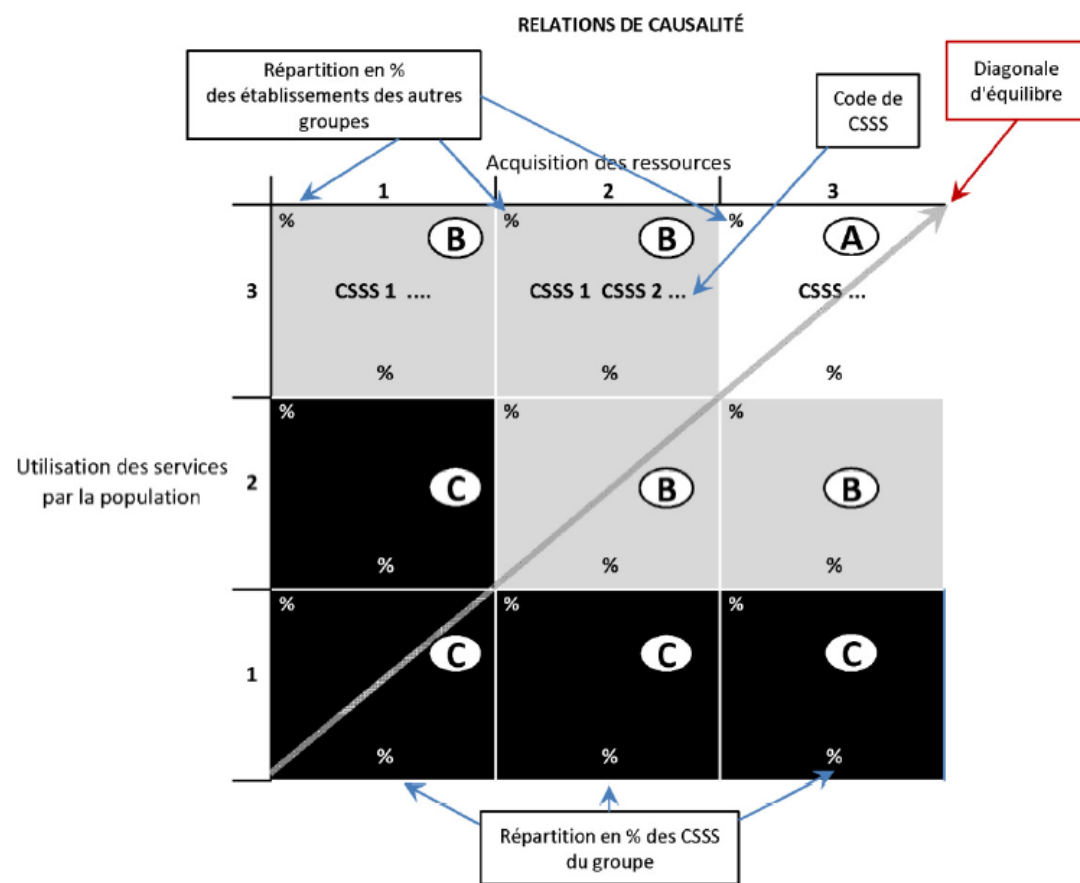 RELATIONS DE CAUSALITÉ
Répartition en %
des établissements des autres
groupes
Code de
CSSS
Diagonale
d'équilibre
Acquisition des ressources
1 2 3
% B % B % A
3 CSSS 1 .... CSSS 1 CSSS 2 ... CSSS ...
% % %
% % %
Utilisation des services
par la population
2 C B B
% % %
% % %
1 C C C
% % %
Répartition en % des CSSS
du groupe